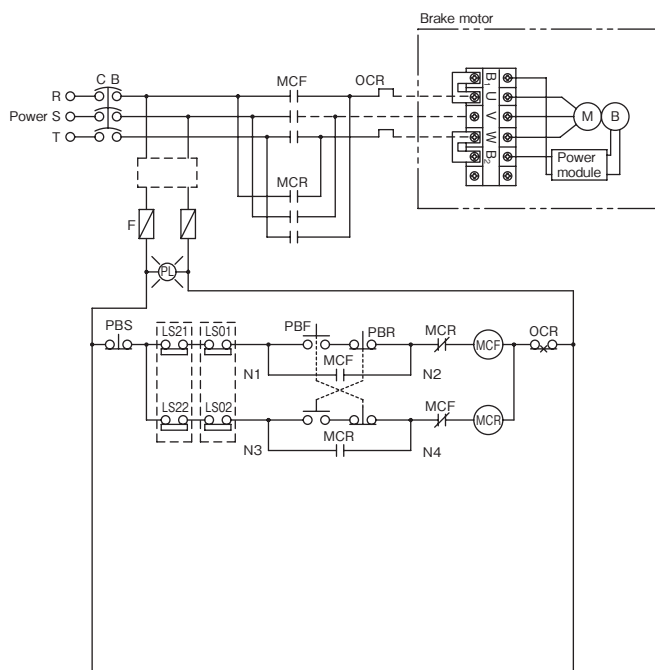 Brake motor
C B
MCF
OCR
R
Power S
T
B1
U
V
W
B2
M
B
Power
module
MCR
F
PL
PBS
LS21
LS01
PBF
PBR
MCR
MCF
OCR
MCF
N1
N2
LS22
LS02
MCF
MCR
MCR
N3
N4